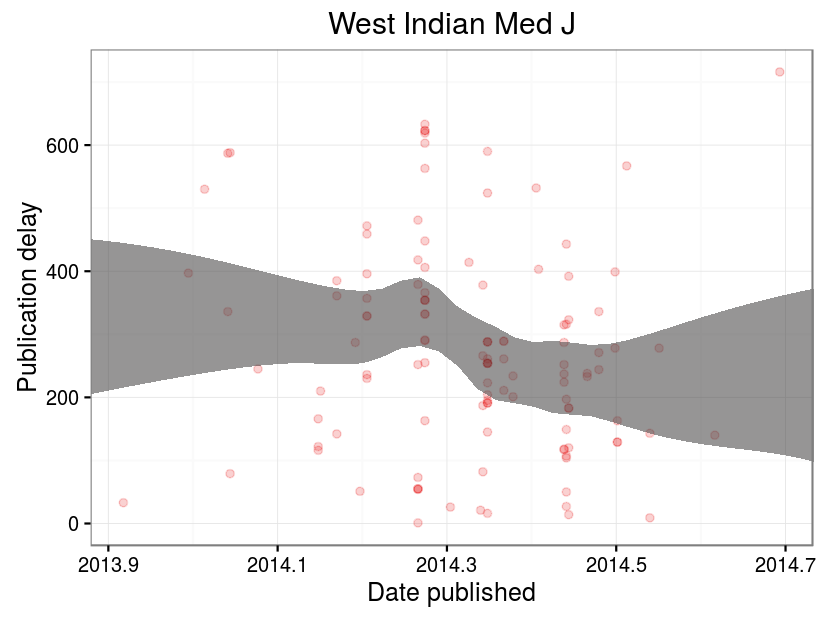 West Indian Med J
Publication delay
600
400
200
0
2013.9 2014.1 2014.3 2014.5 2014.7
Date published